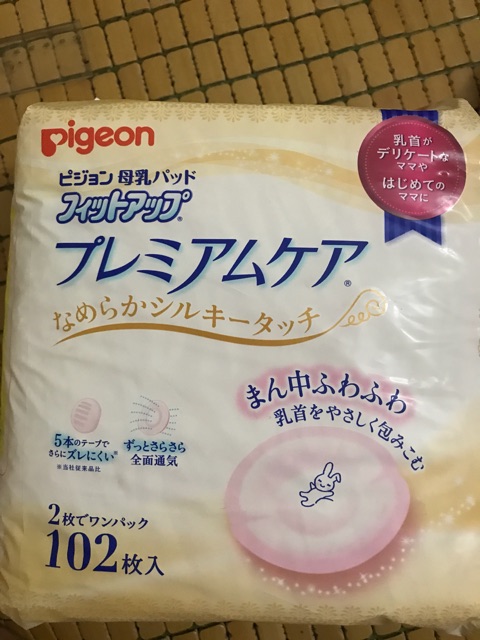 Pigeon
乳首が
デリケートな
ママや
はじめての
ママに
ピジョン 母乳パッド
フィットアップ®
プレミアムケア®
なめらかシルキータッチ
まん中ふわふわ
乳首をやさしく包みこむ
5本のテープで
さらにズレにくい※
※当社従来品比
ずっとさらさら
全面通気
2枚でワンパック
102枚入